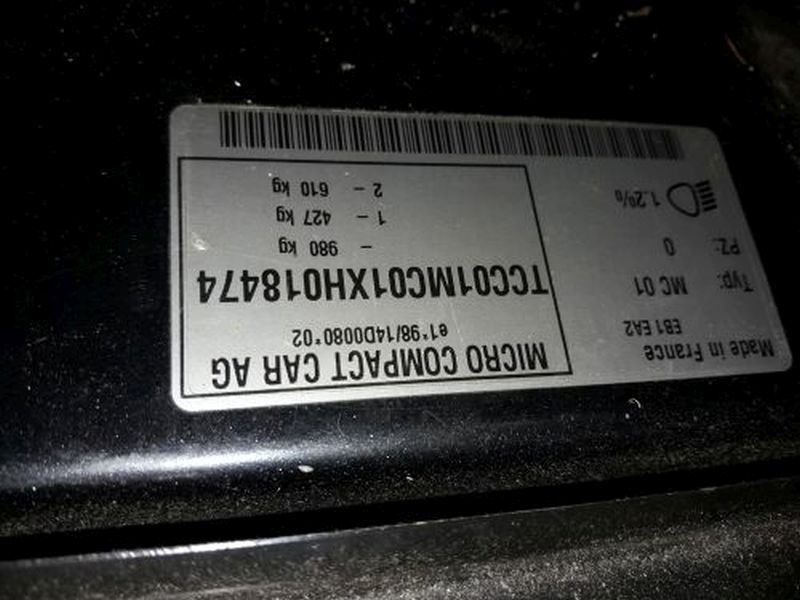 Made in France
EB1 EA2
Typ: MC 01
PZ: 0
1.2%
MICRO COMPACT CAR AG
e1*98/14D0080*02
TCC01MC01XH018474
- 980 kg
1 - 427 kg
2 - 610 kg